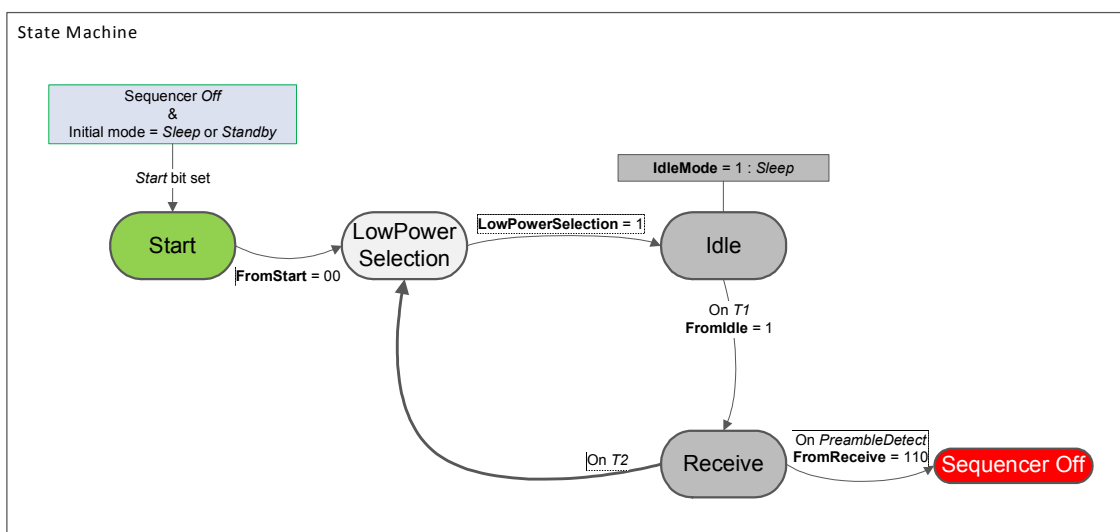 State Machine
Sequencer Off
&
Initial mode = Sleep or Standby
Start bit set
IdleMode = 1 : Sleep
Start
FromStart = 00
LowPower
Selection
LowPowerSelection = 1
Idle
On T1
FromIdle = 1
On T2
Receive
On PreambleDetect
FromReceive = 110
Sequencer Off